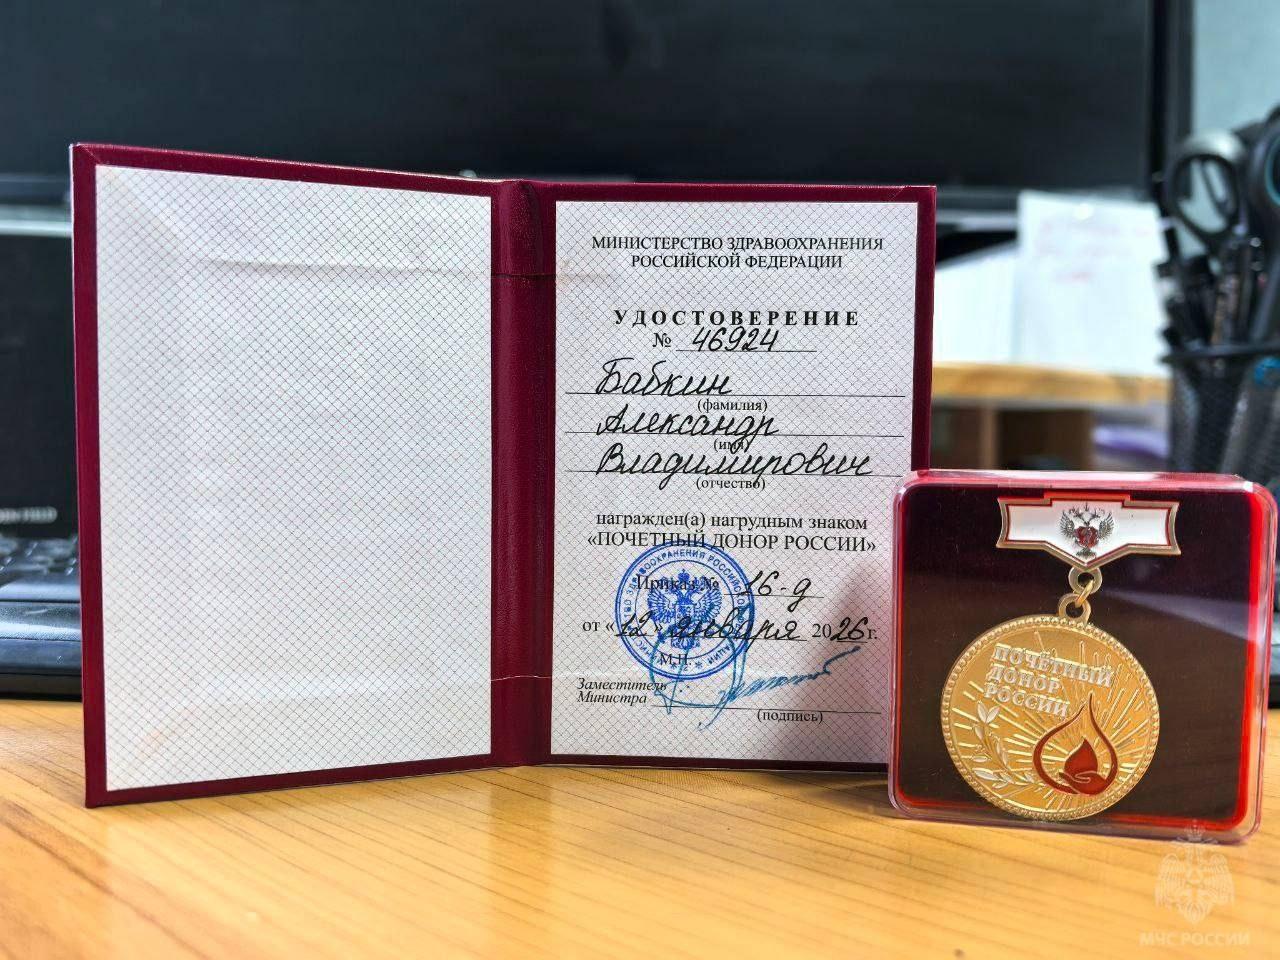 МИНИСТЕРСТВО ЗДРАВООХРАНЕНИЯ
РОССИЙСКОЙ ФЕДЕРАЦИИ
УДОСТОВЕРЕНИЕ
№ 46924
Бабкин
(фамилия)
Александр
(имя)
Владимирович
(отчество)
награжден(а) нагрудным знаком
«ПОЧЕТНЫЙ ДОНОР РОССИИ»
Приказ № 16-д
от «12» января 2026 г.
М.П.
Заместитель
Министра
(подпись)
ПОЧЁТНЫЙ
ДОНОР
РОССИИ
МЧС РОССИИ